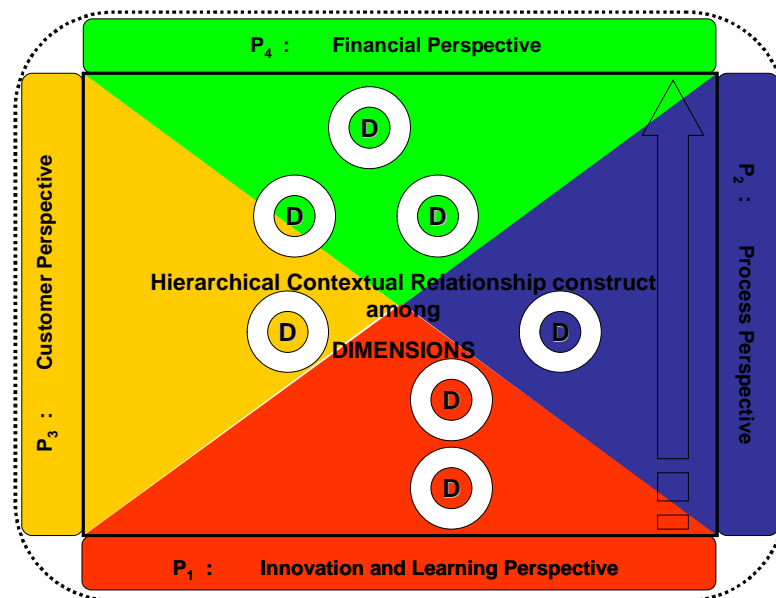 P₄ : Financial Perspective
D
D
D
P₃ : Customer Perspective
P₂ : Process Perspective
Hierarchical Contextual Relationship construct
among
D
D
DIMENSIONS
D
D
P₁ : Innovation and Learning Perspective